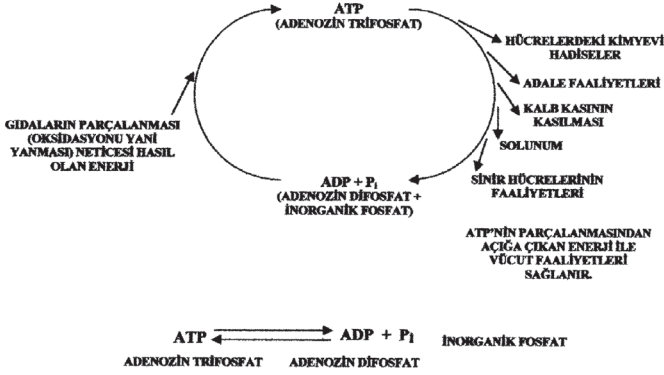 ATP
(ADENOZİN TRİFOSFAT)
HÜCRELERDEKİ KİMYEVİ
HADİSELER
ADALE FAALİYETLERİ
KALB KASININ
KASILMASI
SOLUNUM
SİNİR HÜCRELERİNİN
FAALİYETLERİ
GIDALARIN PARÇALANMASI
(OKSİDASYONU YANİ
YANMASI) NETİCESİ HASIL
OLAN ENERJİ
ADP + Pi
(ADENOZİN DİFOSFAT +
İNORGANİK FOSFAT)
ATP'NİN PARÇALANMASINDAN
AÇIĞA ÇIKAN ENERJİ İLE
VÜCUT FAALİYETLERİ
SAĞLANIR.
ATP ADP + Pi İNORGANİK FOSFAT
ADENOZİN TRİFOSFAT ADENOZİN DİFOSFAT